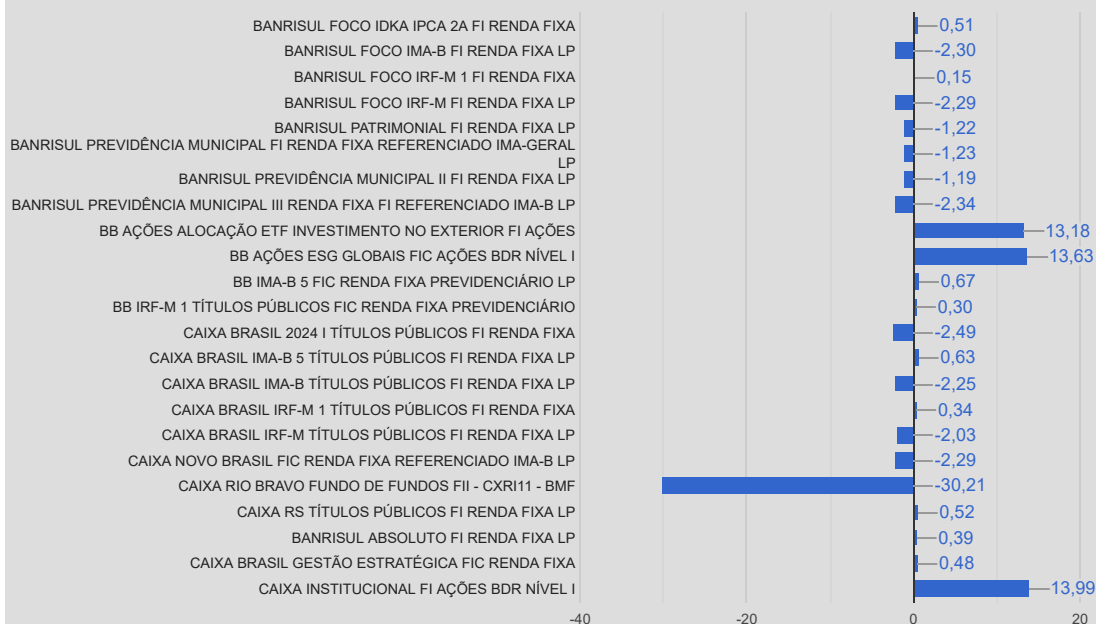 BANRISUL FOCO IDKA IPCA 2A FI RENDA FIXA 0,51
BANRISUL FOCO IMA-B FI RENDA FIXA LP -2,30
BANRISUL FOCO IRF-M 1 FI RENDA FIXA 0,15
BANRISUL FOCO IRF-M FI RENDA FIXA LP -2,29
BANRISUL PATRIMONIAL FI RENDA FIXA LP -1,22
BANRISUL PREVIDÊNCIA MUNICIPAL FI RENDA FIXA REFERENCIADO IMA-GERAL
LP -1,23
BANRISUL PREVIDÊNCIA MUNICIPAL II FI RENDA FIXA LP -1,19
BANRISUL PREVIDÊNCIA MUNICIPAL III RENDA FIXA FI REFERENCIADO IMA-B LP -2,34
BB AÇÕES ALOCAÇÃO ETF INVESTIMENTO NO EXTERIOR FI AÇÕES 13,18
BB AÇÕES ESG GLOBAIS FIC AÇÕES BDR NÍVEL I 13,63
BB IMA-B 5 FIC RENDA FIXA PREVIDENCIÁRIO LP 0,67
BB IRF-M 1 TÍTULOS PÚBLICOS FIC RENDA FIXA PREVIDENCIÁRIO 0,30
CAIXA BRASIL 2024 I TÍTULOS PÚBLICOS FI RENDA FIXA -2,49
CAIXA BRASIL IMA-B 5 TÍTULOS PÚBLICOS FI RENDA FIXA LP 0,63
CAIXA BRASIL IMA-B TÍTULOS PÚBLICOS FI RENDA FIXA LP -2,25
CAIXA BRASIL IRF-M 1 TÍTULOS PÚBLICOS FI RENDA FIXA 0,34
CAIXA BRASIL IRF-M TÍTULOS PÚBLICOS FI RENDA FIXA LP -2,03
CAIXA NOVO BRASIL FIC RENDA FIXA REFERENCIADO IMA-B LP -2,29
CAIXA RIO BRAVO FUNDO DE FUNDOS FII - CXRI11 - BMF -30,21
CAIXA RS TÍTULOS PÚBLICOS FI RENDA FIXA LP 0,52
BANRISUL ABSOLUTO FI RENDA FIXA LP 0,39
CAIXA BRASIL GESTÃO ESTRATÉGICA FIC RENDA FIXA 0,48
CAIXA INSTITUCIONAL FI AÇÕES BDR NÍVEL I 13,99
-40 -20 0 20